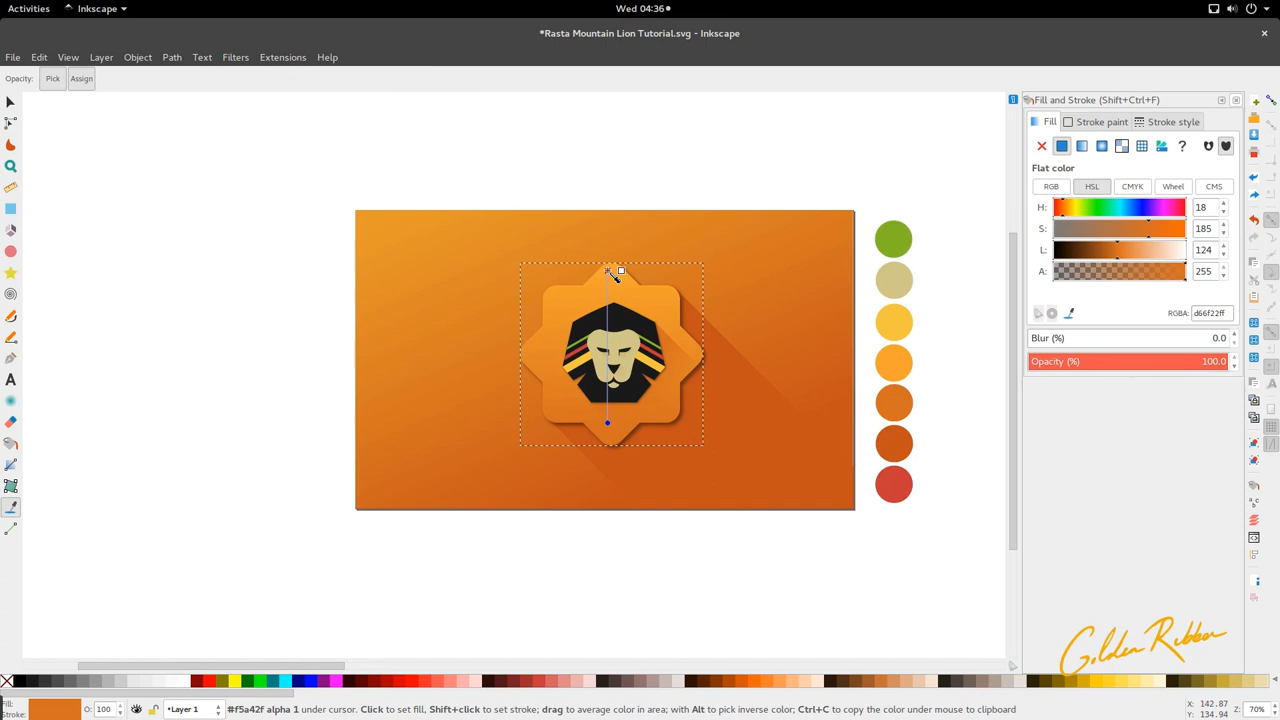 Activities Inkscape Wed 04:36
*Rasta Mountain Lion Tutorial.svg - Inkscape
File Edit View Layer Object Path Text Filters Extensions Help
Opacity: Pick Assign
Fill and Stroke (Shift+Ctrl+F)
Fill Stroke paint Stroke style
Flat color
RGB HSL CMYK Wheel CMS
H: 18
S: 185
L: 124
A: 255
RGBA: d66f22ff
Blur (%) 0.0
Opacity (%) 100.0
Golden Ribbon
Fill:
Stroke:
O: 100
Layer 1
#f5a42f alpha 1 under cursor. Click to set fill, Shift+click to set stroke; drag to average color in area; with Alt to pick inverse color; Ctrl+C to copy the color under mouse to clipboard
X: 142.87
Y: 134.94
Z: 70%